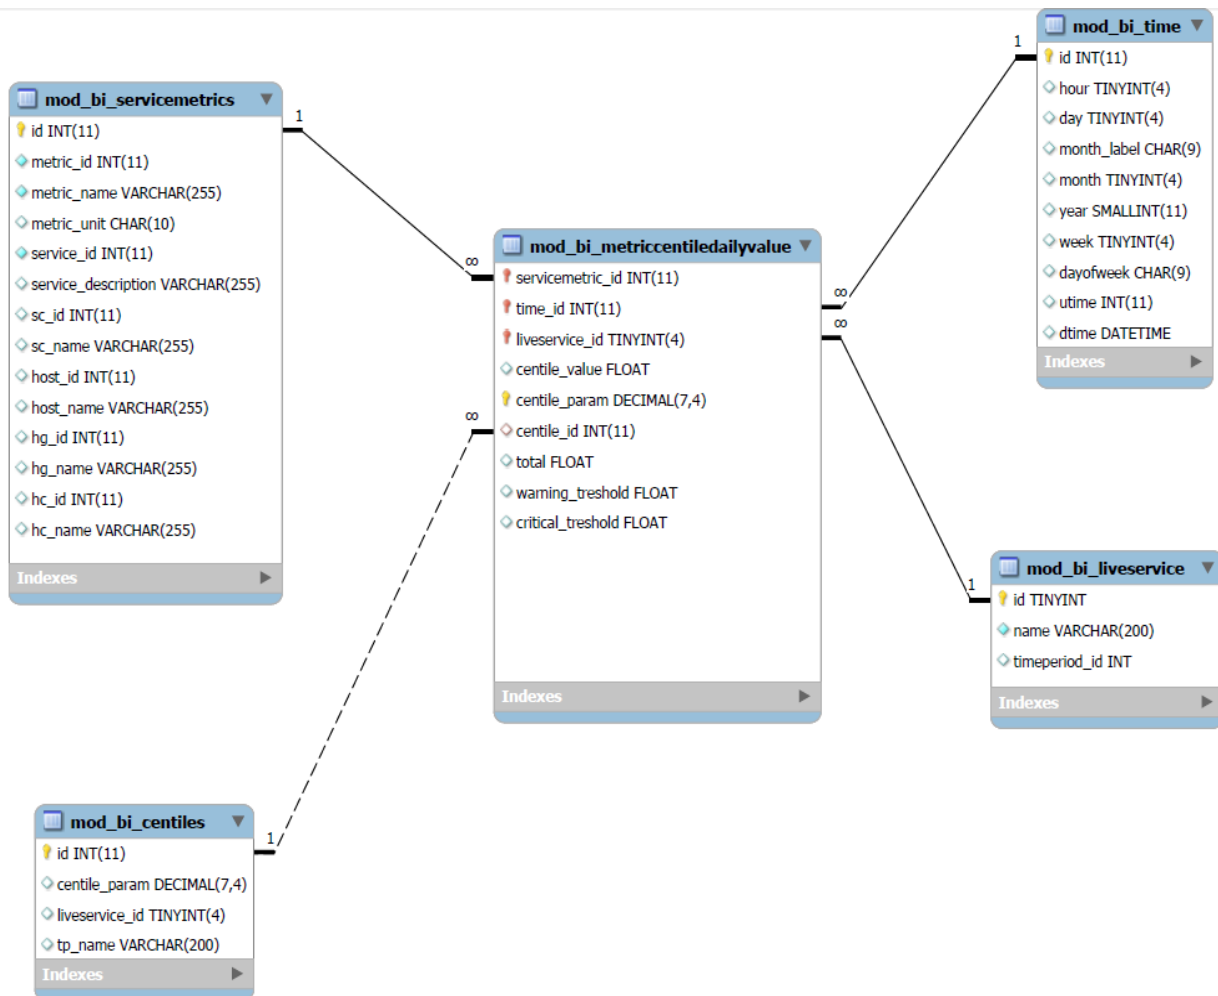 mod_bi_servicemetrics
id INT(11)
metric_id INT(11)
metric_name VARCHAR(255)
metric_unit CHAR(10)
service_id INT(11)
service_description VARCHAR(255)
sc_id INT(11)
sc_name VARCHAR(255)
host_id INT(11)
host_name VARCHAR(255)
hg_id INT(11)
hg_name VARCHAR(255)
hc_id INT(11)
hc_name VARCHAR(255)
Indexes
1
∞
mod_bi_metriccentiledailyvalue
servicemetric_id INT(11)
time_id INT(11)
liveservice_id TINYINT(4)
centile_value FLOAT
centile_param DECIMAL(7,4)
centile_id INT(11)
total FLOAT
warning_treshold FLOAT
critical_treshold FLOAT
Indexes
∞
∞
∞
1
mod_bi_time
id INT(11)
hour TINYINT(4)
day TINYINT(4)
month_label CHAR(9)
month TINYINT(4)
year SMALLINT(11)
week TINYINT(4)
dayofweek CHAR(9)
utime INT(11)
dtime DATETIME
Indexes
1
mod_bi_liveservice
id TINYINT
name VARCHAR(200)
timeperiod_id INT
Indexes
1
mod_bi_centiles
id INT(11)
centile_param DECIMAL(7,4)
liveservice_id TINYINT(4)
tp_name VARCHAR(200)
Indexes